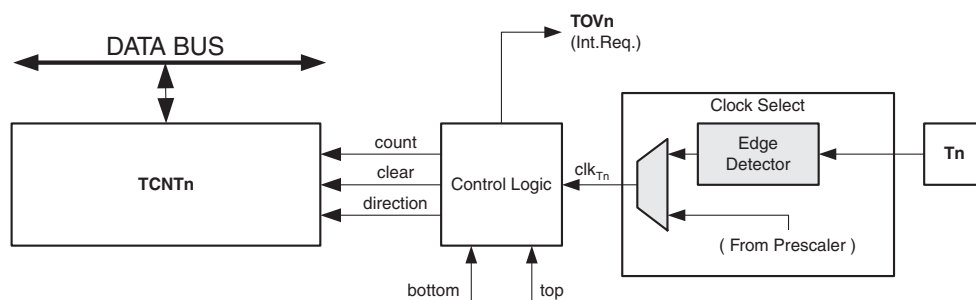 TOVn
(Int.Req.)
DATA BUS
Clock Select
TCNTn
count
clear
direction
Control Logic
clkTn
Edge
Detector
Tn
( From Prescaler )
bottom
top